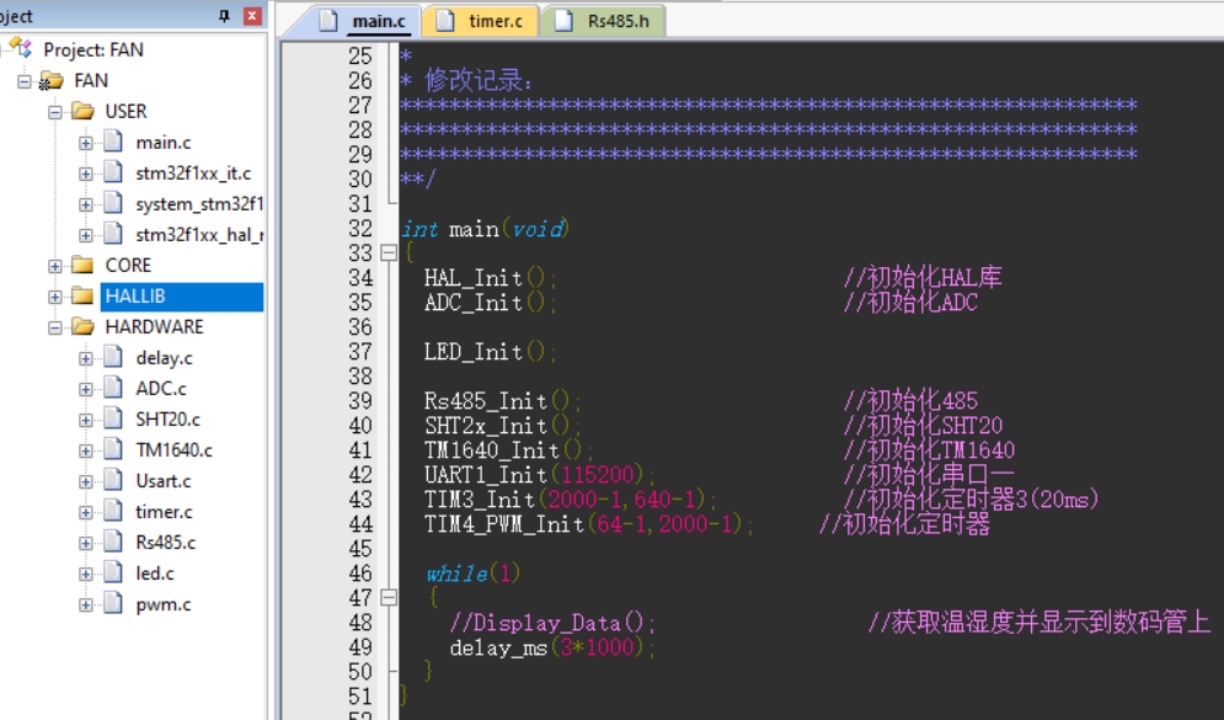 oject
Project: FAN
FAN
USER
main.c
stm32f1xx_it.c
system_stm32f1
stm32f1xx_hal_r
CORE
HALLIB
HARDWARE
delay.c
ADC.c
SHT20.c
TM1640.c
Usart.c
timer.c
Rs485.c
led.c
pwm.c
main.c timer.c Rs485.h
25 *
26 * 修改记录:
27 *************************************************************
28 *************************************************************
29 *************************************************************
30 **/
31
32 int main(void)
33 {
34 HAL_Init(); //初始化HAL库
35 ADC_Init(); //初始化ADC
36
37 LED_Init();
38
39 Rs485_Init(); //初始化485
40 SHT2x_Init(); //初始化SHT20
41 TM1640_Init(); //初始化TM1640
42 UART1_Init(115200); //初始化串口一
43 TIM3_Init(2000-1,640-1); //初始化定时器3(20ms)
44 TIM4_PWM_Init(64-1,2000-1); //初始化定时器
45
46 while(1)
47 {
48 //Display_Data(); //获取温湿度并显示到数码管上
49 delay_ms(3*1000);
50 }
51 }
52